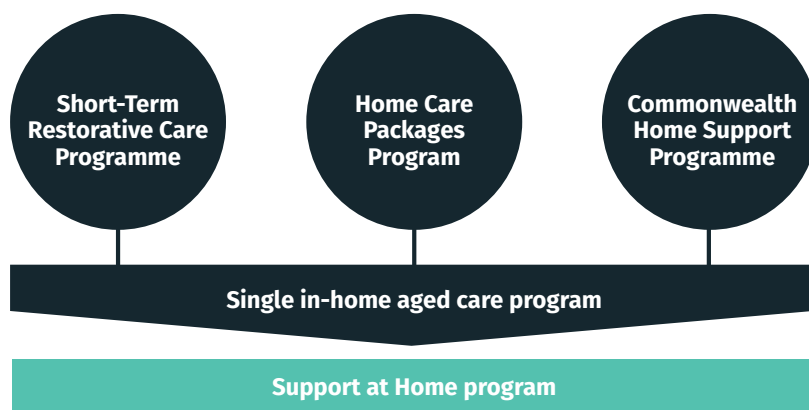 Short-Term
Restorative Care
Programme
Home Care
Packages
Program
Commonwealth
Home Support
Programme
Single in-home aged care program
Support at Home program